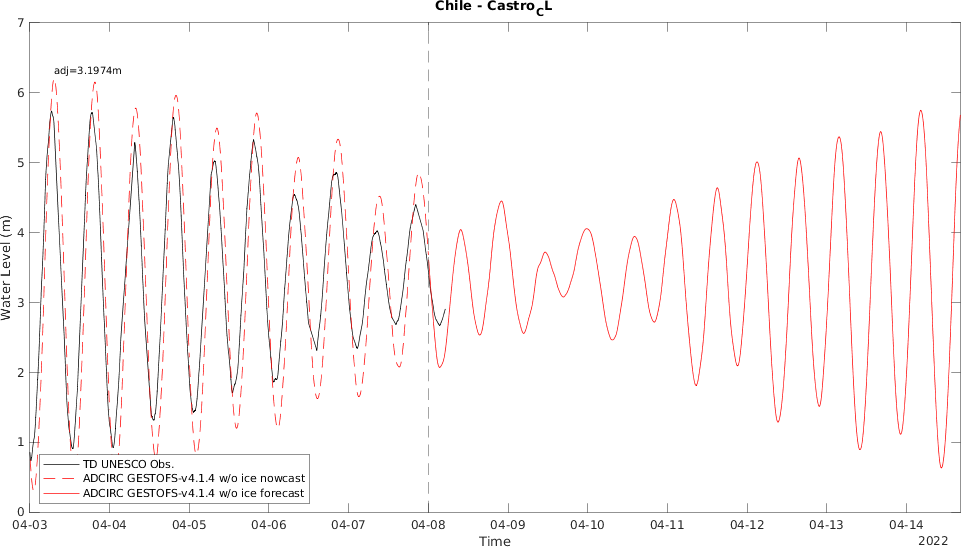 Chile - Castro_CL
adj=3.1974m
7
6
5
4
3
2
1
0
Water Level (m)
TD UNESCO Obs.
ADCIRC GESTOFS-v4.1.4 w/o ice nowcast
ADCIRC GESTOFS-v4.1.4 w/o ice forecast
04-03 04-04 04-05 04-06 04-07 04-08 04-09 04-10 04-11 04-12 04-13 04-14
Time
2022